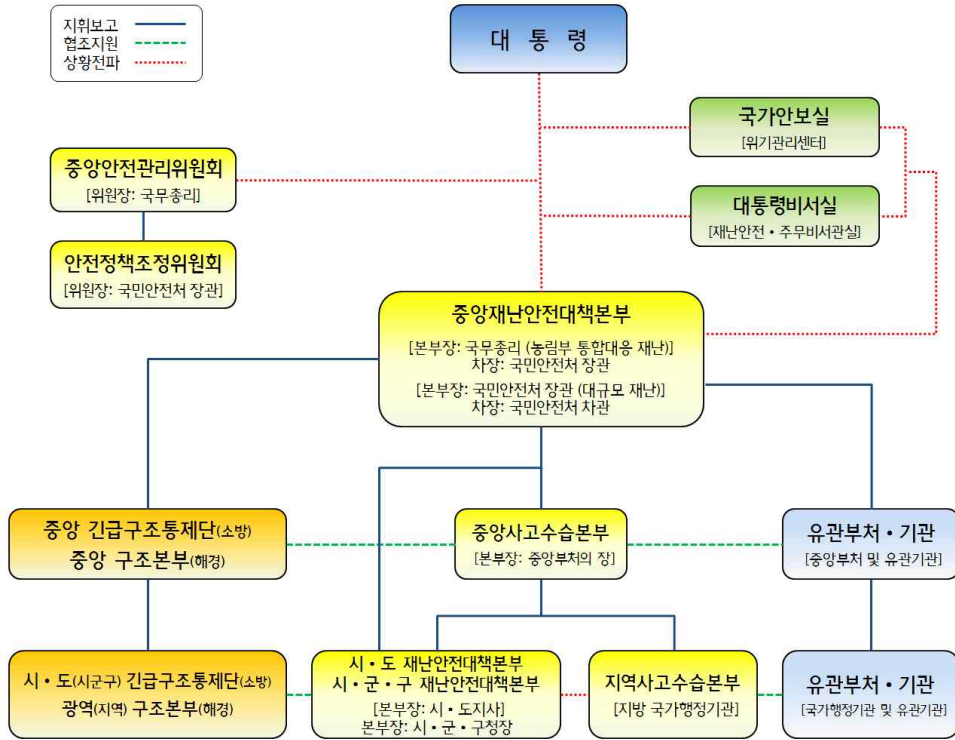 지휘보고
협조지원
상황전파
대 통 령
국가안보실
[위기관리센터]
중앙안전관리위원회
[위원장: 국무총리]
대통령비서실
[재난안전・주무비서관실]
안전정책조정위원회
[위원장: 국민안전처 장관]
중앙재난안전대책본부
[본부장: 국무총리 (농림부 통합대응 재난)]
차장: 국민안전처 장관
[본부장: 국민안전처 장관 (대규모 재난)]
차장: 국민안전처 차관
중앙 긴급구조통제단(소방)
중앙 구조본부(해경)
중앙사고수습본부
[본부장: 중앙부처의 장]
유관부처・기관
[중앙부처 및 유관기관]
시・도(시군구) 긴급구조통제단(소방)
광역(지역) 구조본부(해경)
시・도 재난안전대책본부
시・군・구 재난안전대책본부
[본부장: 시・도지사]
본부장: 시・군・구청장
지역사고수습본부
[지방 국가행정기관]
유관부처・기관
[국가행정기관 및 유관기관]